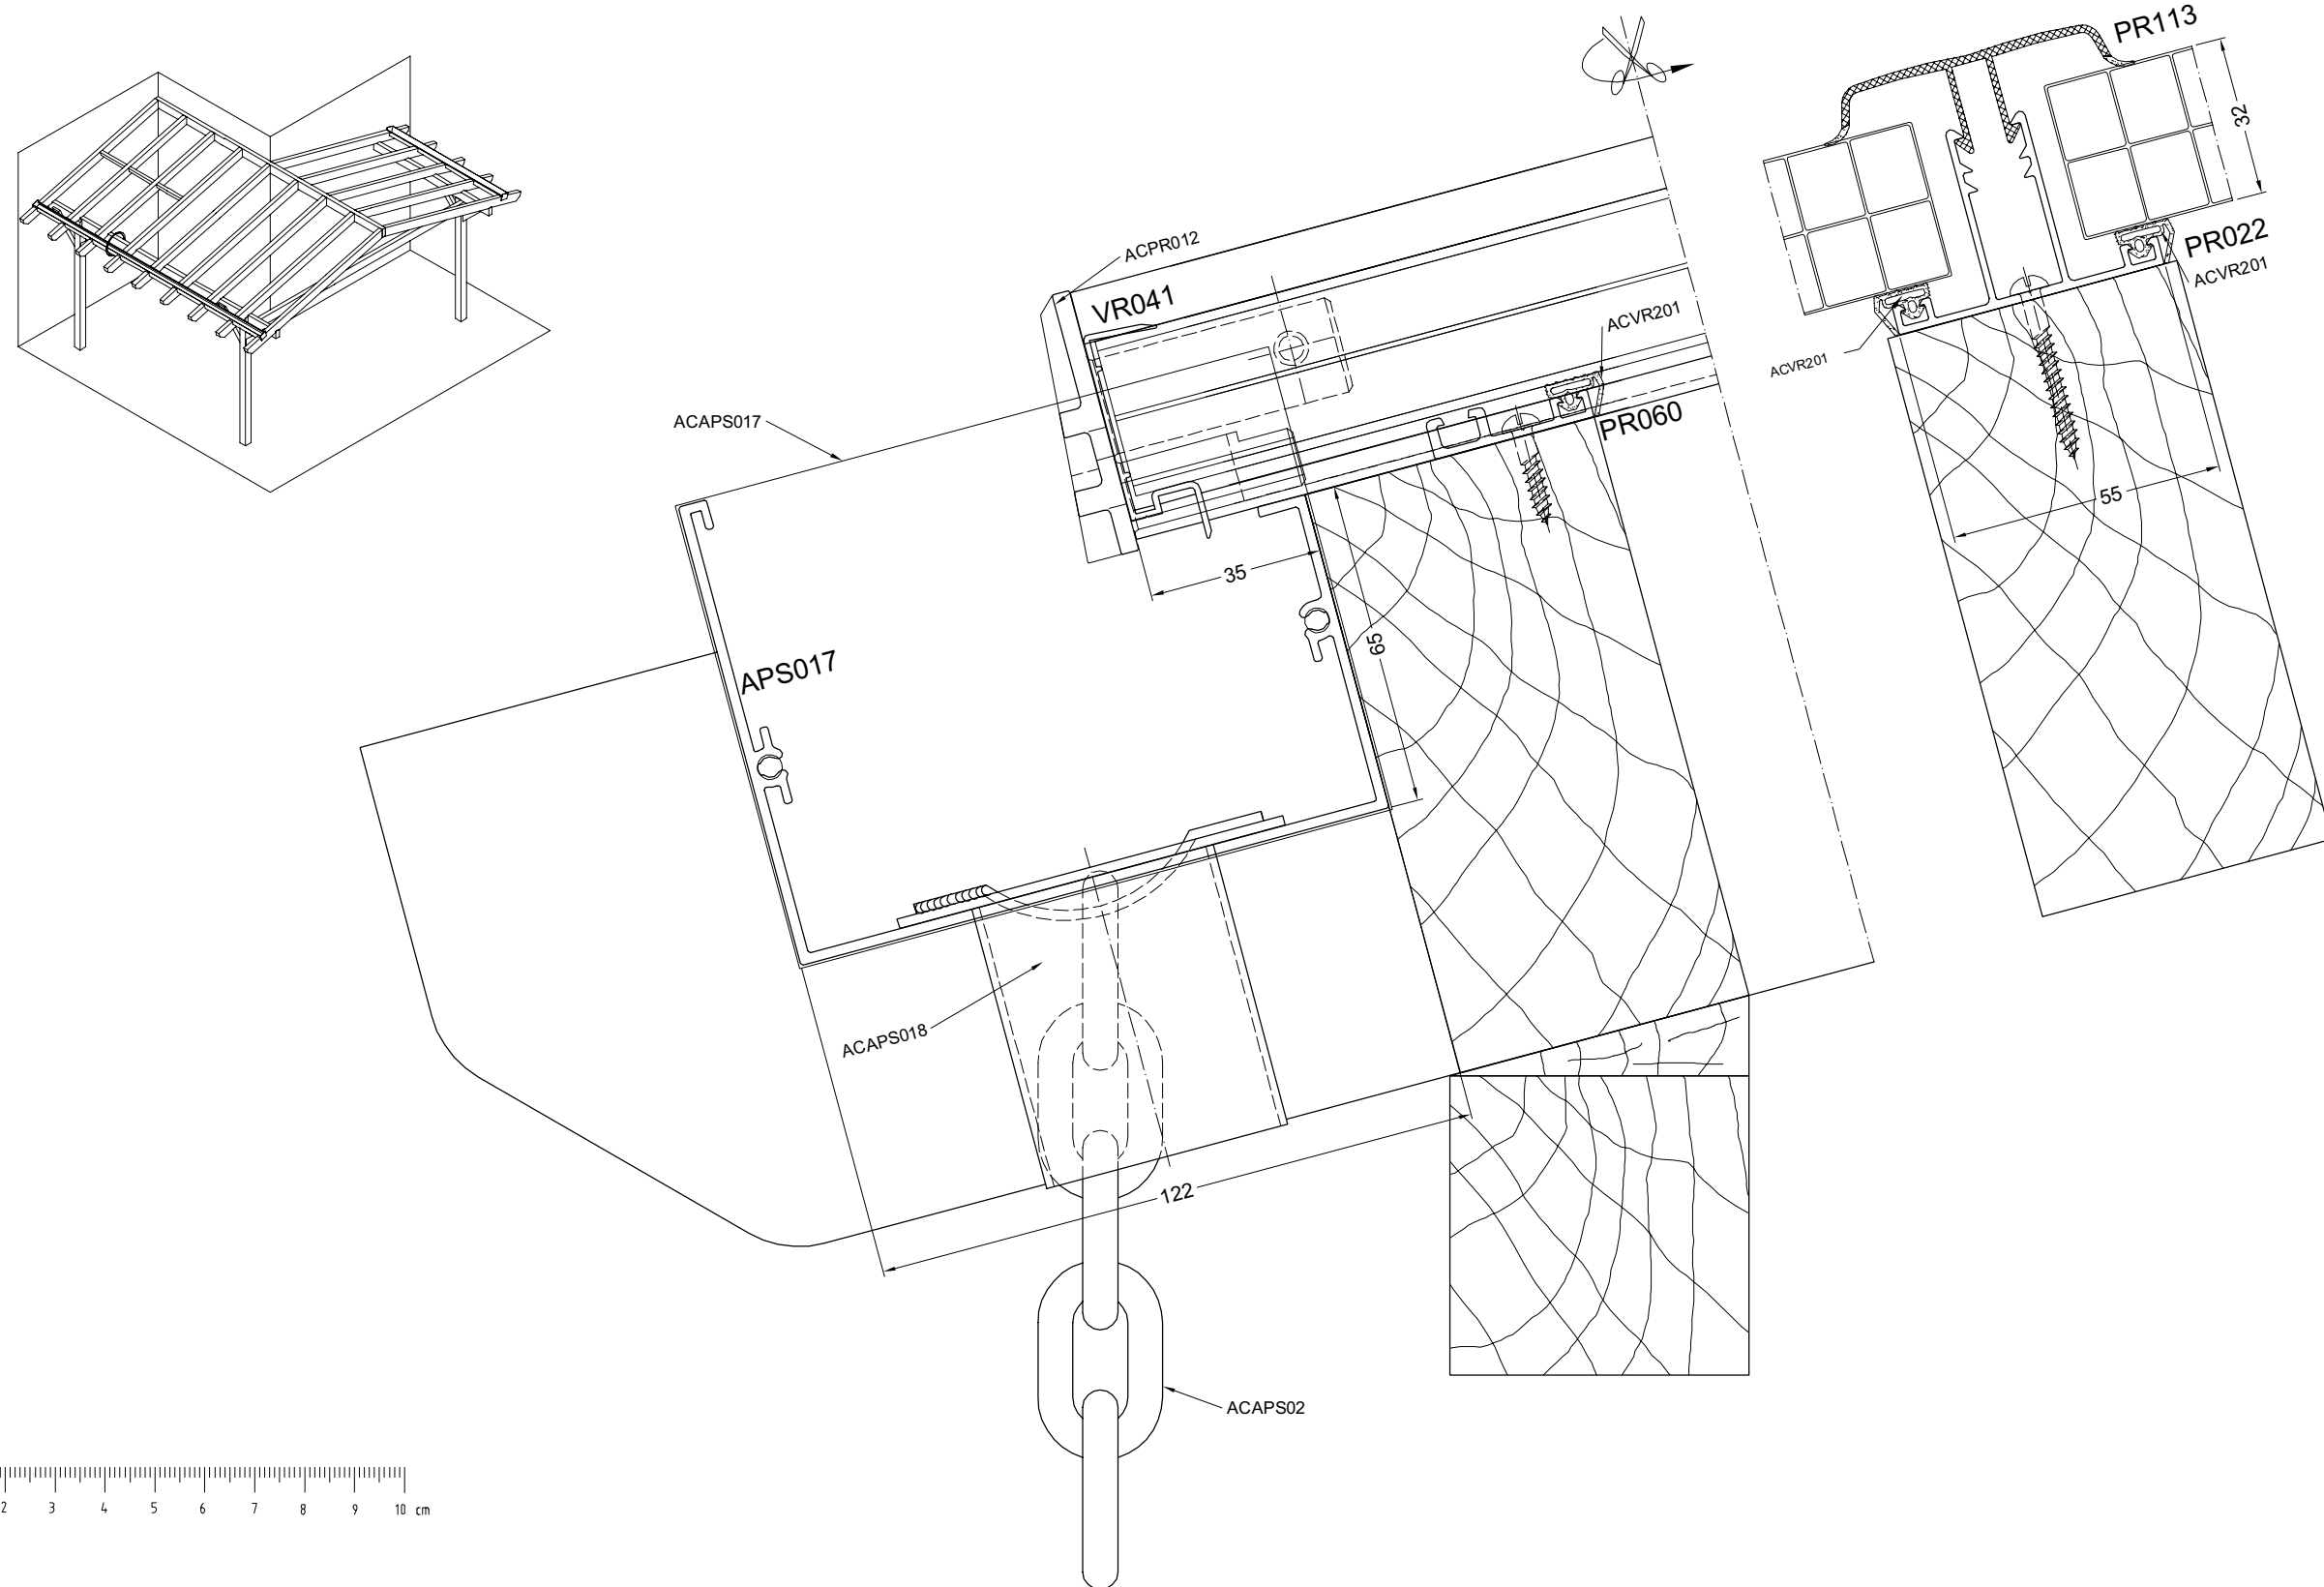 PR113
32
ACPR012
PR022
ACVR201
VR041
ACVR201
ACVR201
ACAPS017
PR060
55
35
65
APS017
ACAPS018
122
ACAPS02
2 3 4 5 6 7 8 9 10 cm